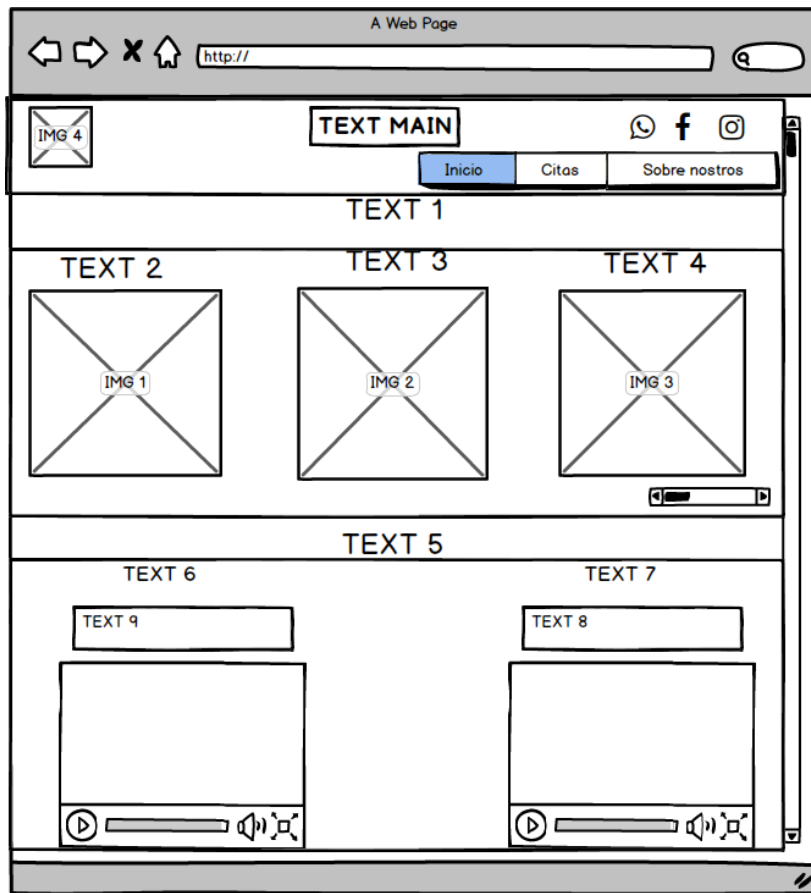 A Web Page
http://
IMG 4
TEXT MAIN
Inicio Citas Sobre nostros
TEXT 1
TEXT 2 TEXT 3 TEXT 4
IMG 1 IMG 2 IMG 3
TEXT 5
TEXT 6 TEXT 7
TEXT 9 TEXT 8